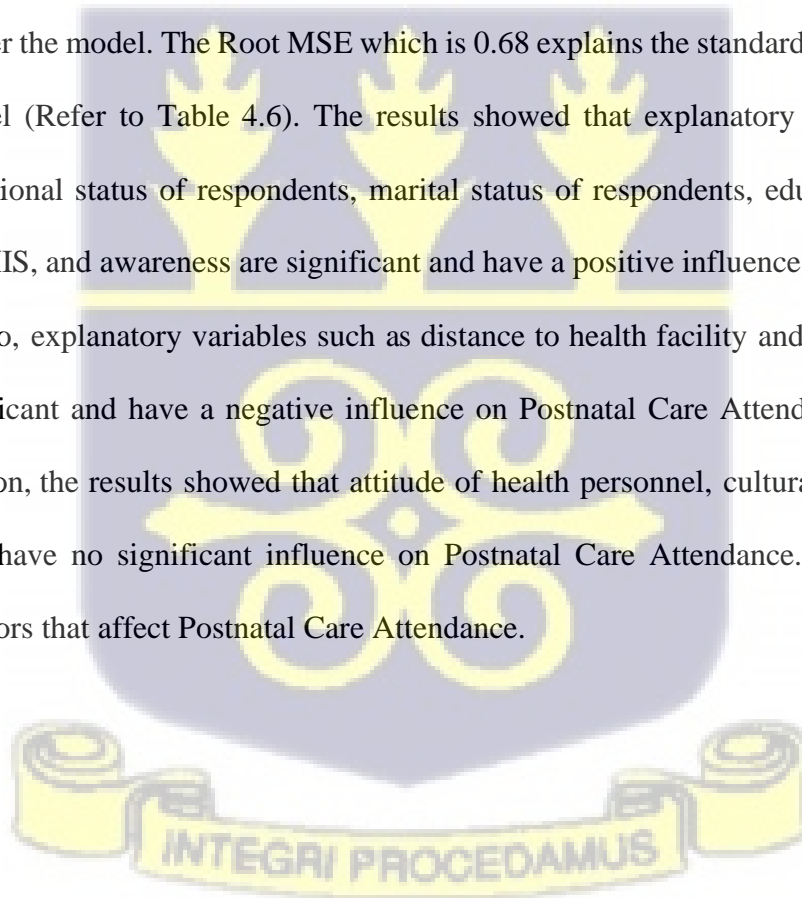 er the model. The Root MSE which is 0.68 explains the standard
el (Refer to Table 4.6). The results showed that explanatory
ional status of respondents, marital status of respondents, edu
IIS, and awareness are significant and have a positive influence
o, explanatory variables such as distance to health facility and
icant and have a negative influence on Postnatal Care Attend
on, the results showed that attitude of health personnel, cultura
have no significant influence on Postnatal Care Attendance.
ors that affect Postnatal Care Attendance.
INTEGRI PROCEDAMUS